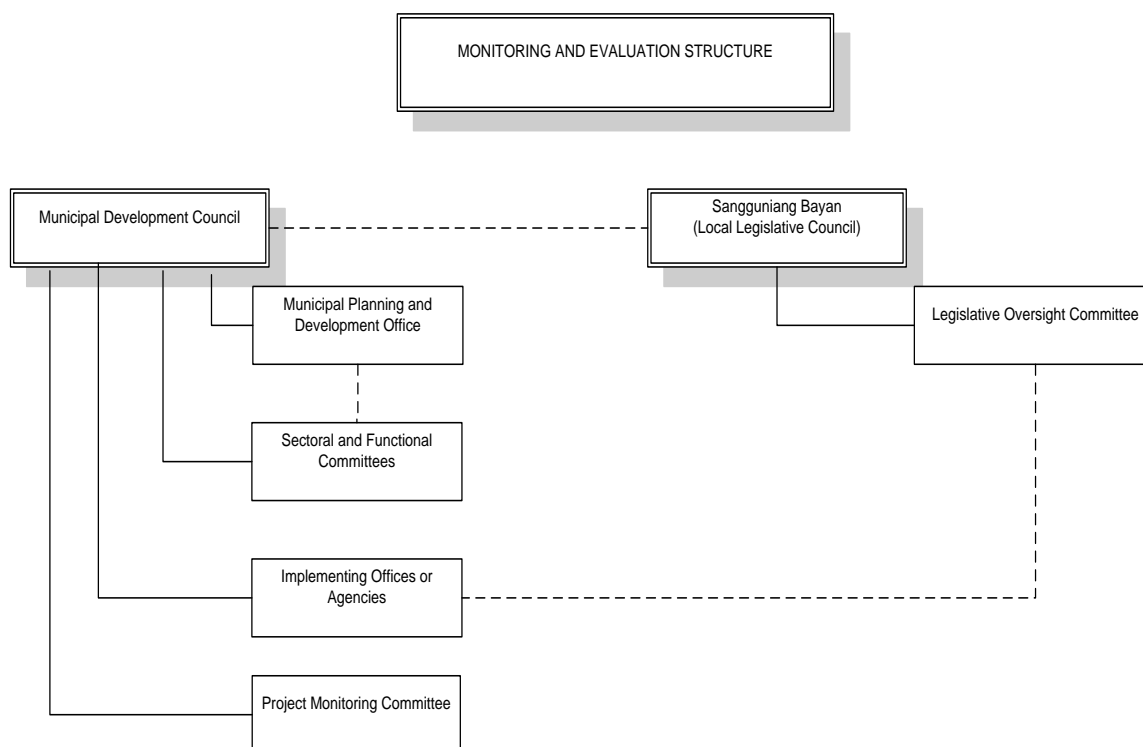 MONITORING AND EVALUATION STRUCTURE
Municipal Development Council
Sangguniang Bayan
(Local Legislative Council)
Municipal Planning and
Development Office
Legislative Oversight Committee
Sectoral and Functional
Committees
Implementing Offices or
Agencies
Project Monitoring Committee